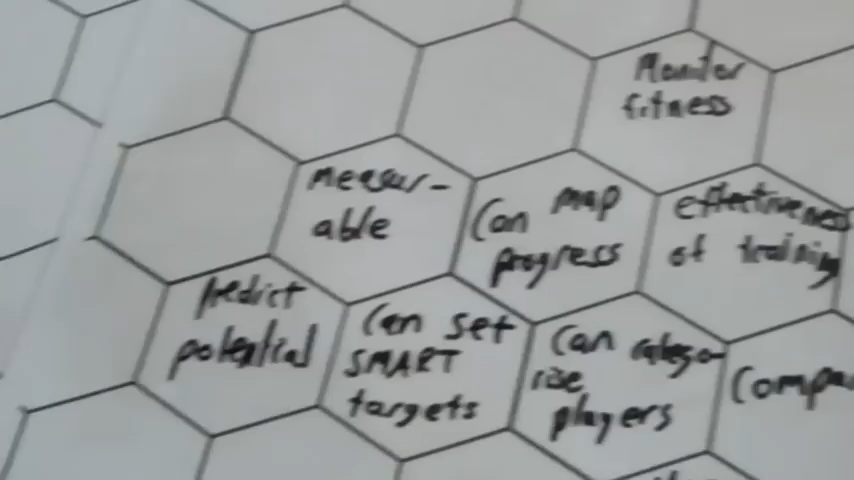 Monitor
fitness
Measur-
able
Can map
progress
effectiveness
of training
Predict
potential
Can set
SMART
targets
Can catego-
rise
players
Compa